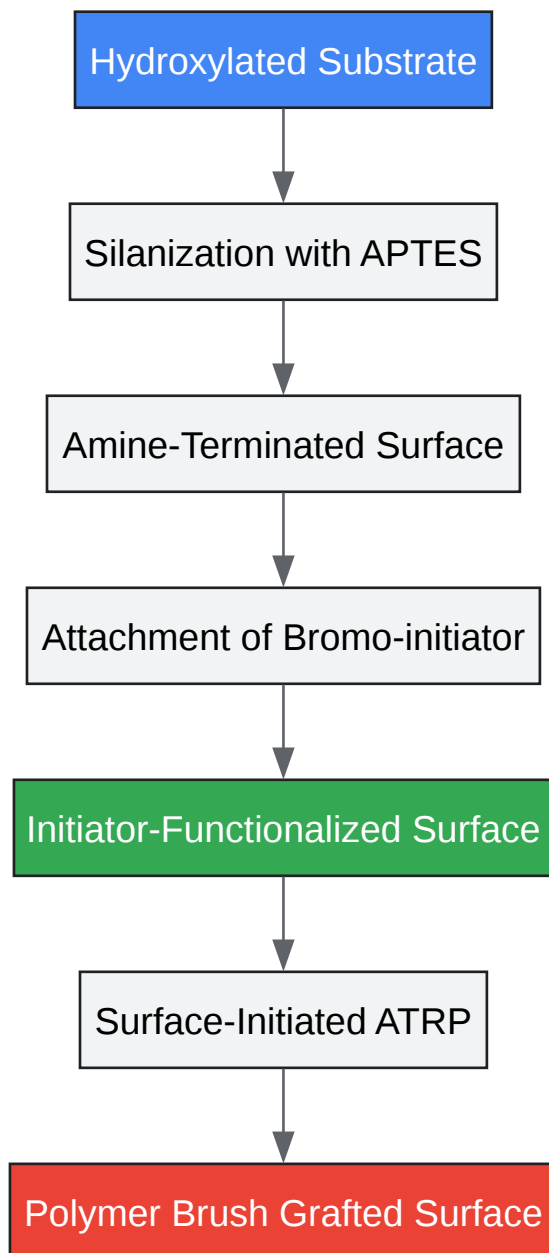 Hydroxylated Substrate
Silanization with APTES
Amine-Terminated Surface
Attachment of Bromo-initiator
Initiator-Functionalized Surface
Surface-Initiated ATRP
Polymer Brush Grafted Surface